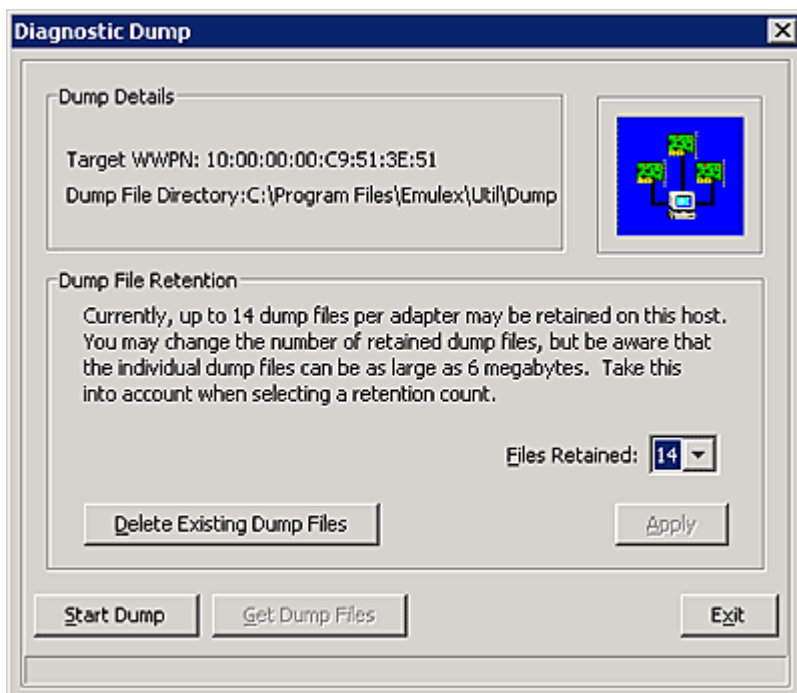 Diagnostic Dump
Dump Details
Target WWPN: 10:00:00:00:C9:51:3E:51
Dump File Directory:C:\Program Files\Emulex\Util\Dump
Dump File Retention
Currently, up to 14 dump files per adapter may be retained on this host.
You may change the number of retained dump files, but be aware that
the individual dump files can be as large as 6 megabytes.  Take this
into account when selecting a retention count.
Files Retained: 14
Delete Existing Dump Files
Apply
Start Dump
Get Dump Files
Exit